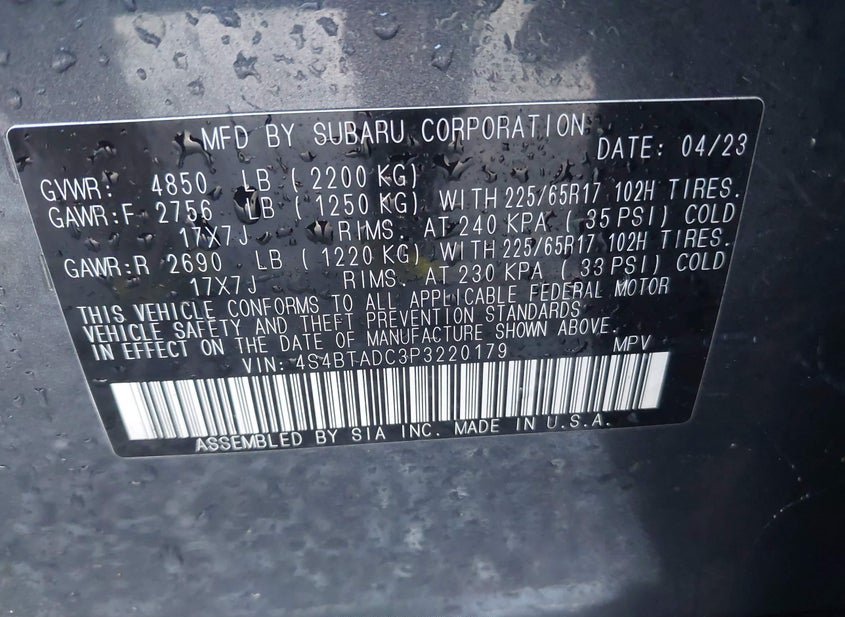 MFD BY SUBARU CORPORATION DATE: 04/23
GVWR: 4850 LB ( 2200 KG)
GAWR:F 2756 LB ( 1250 KG) WITH 225/65R17 102H TIRES.
17X7J RIMS. AT 240 KPA ( 35 PSI) COLD
GAWR:R 2690 LB ( 1220 KG) WITH 225/65R17 102H TIRES.
17X7J RIMS. AT 230 KPA ( 33 PSI) COLD
THIS VEHICLE CONFORMS TO ALL APPLICABLE FEDERAL MOTOR
VEHICLE SAFETY AND THEFT PREVENTION STANDARDS
IN EFFECT ON THE DATE OF MANUFACTURE SHOWN ABOVE.
VIN: 4S4BTADC3P3220179 MPV
ASSEMBLED BY SIA INC. MADE IN U.S.A.